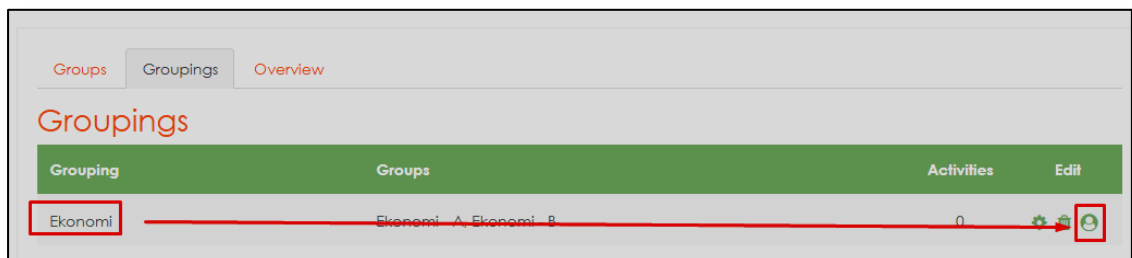 Groups Groupings Overview
Groupings
Grouping Groups Activities Edit
Ekonomi Ekonomi - A, Ekonomi - B 0